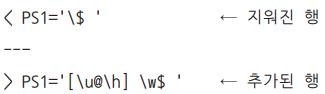 < PS1='\$ ' ← 지워진 행
---
> PS1='[\u@\h] \w$ ' ← 추가된 행